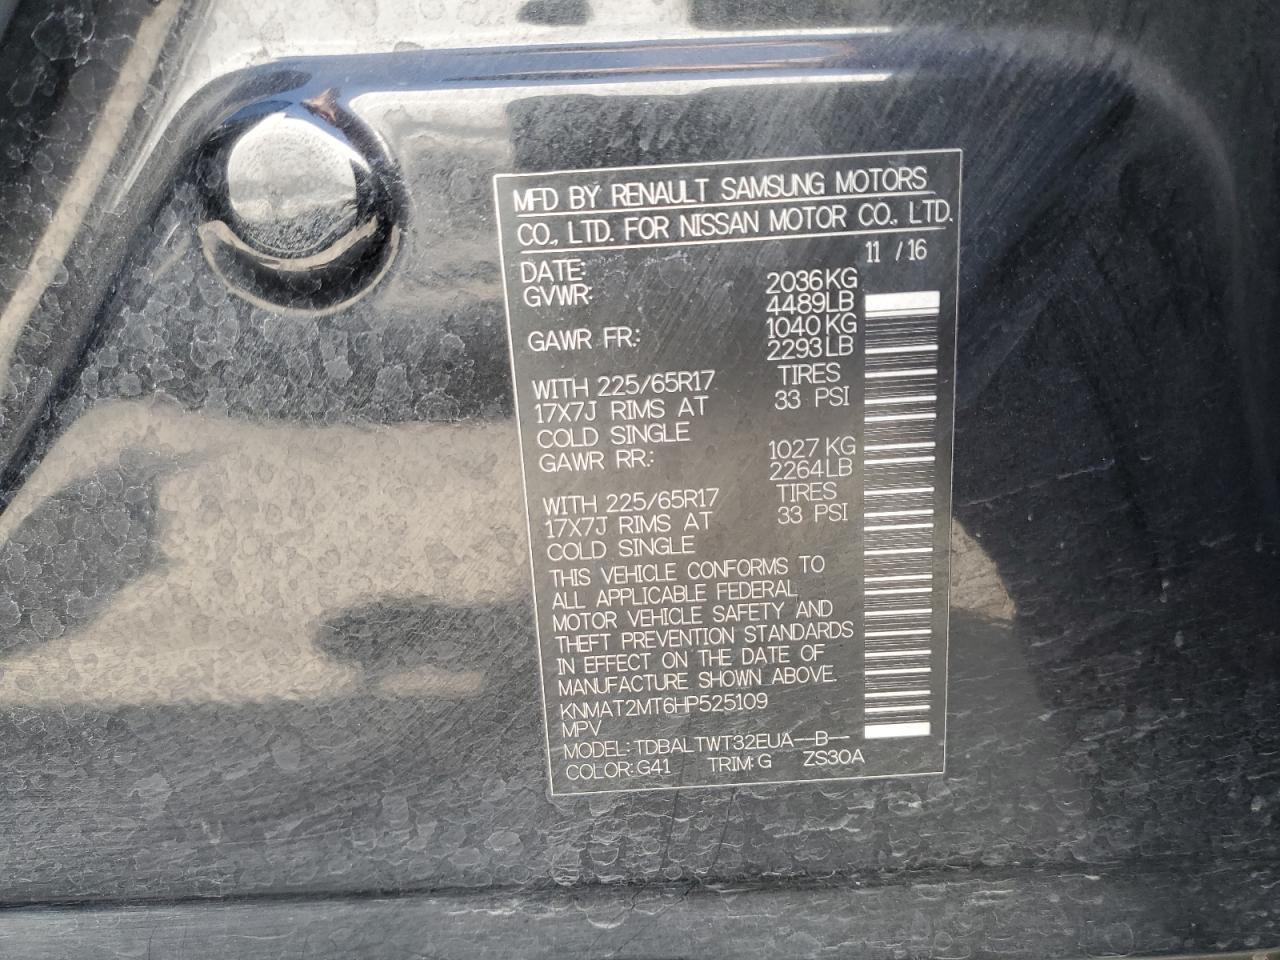 MFD BY RENAULT SAMSUNG MOTORS
CO., LTD. FOR NISSAN MOTOR CO., LTD.
DATE: 11 / 16
GVWR: 2036KG
4489LB
GAWR FR: 1040KG
2293LB
WITH 225/65R17 TIRES
17X7J RIMS AT 33 PSI
COLD SINGLE
GAWR RR: 1027 KG
2264LB
WITH 225/65R17 TIRES
17X7J RIMS AT 33 PSI
COLD SINGLE
THIS VEHICLE CONFORMS TO
ALL APPLICABLE FEDERAL
MOTOR VEHICLE SAFETY AND
THEFT PREVENTION STANDARDS
IN EFFECT ON THE DATE OF
MANUFACTURE SHOWN ABOVE.
KNMAT2MT6HP525109
MPV
MODEL: TDBALTWT32EUA--B-
COLOR: G41 TRIM: G ZS30A